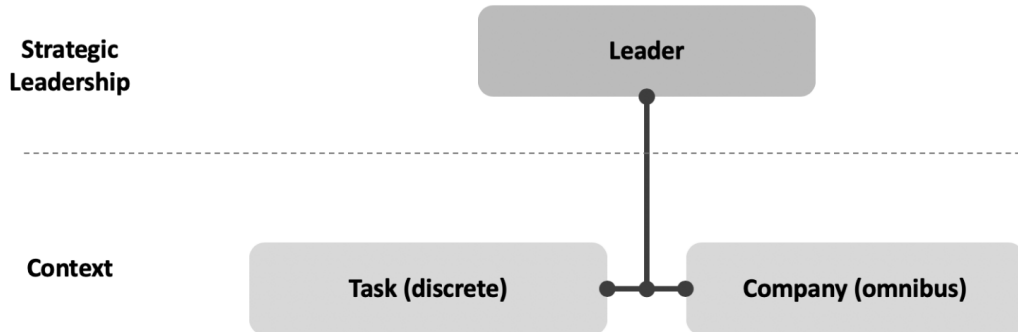 Strategic
Leadership
Leader
Context
Task (discrete)
Company (omnibus)